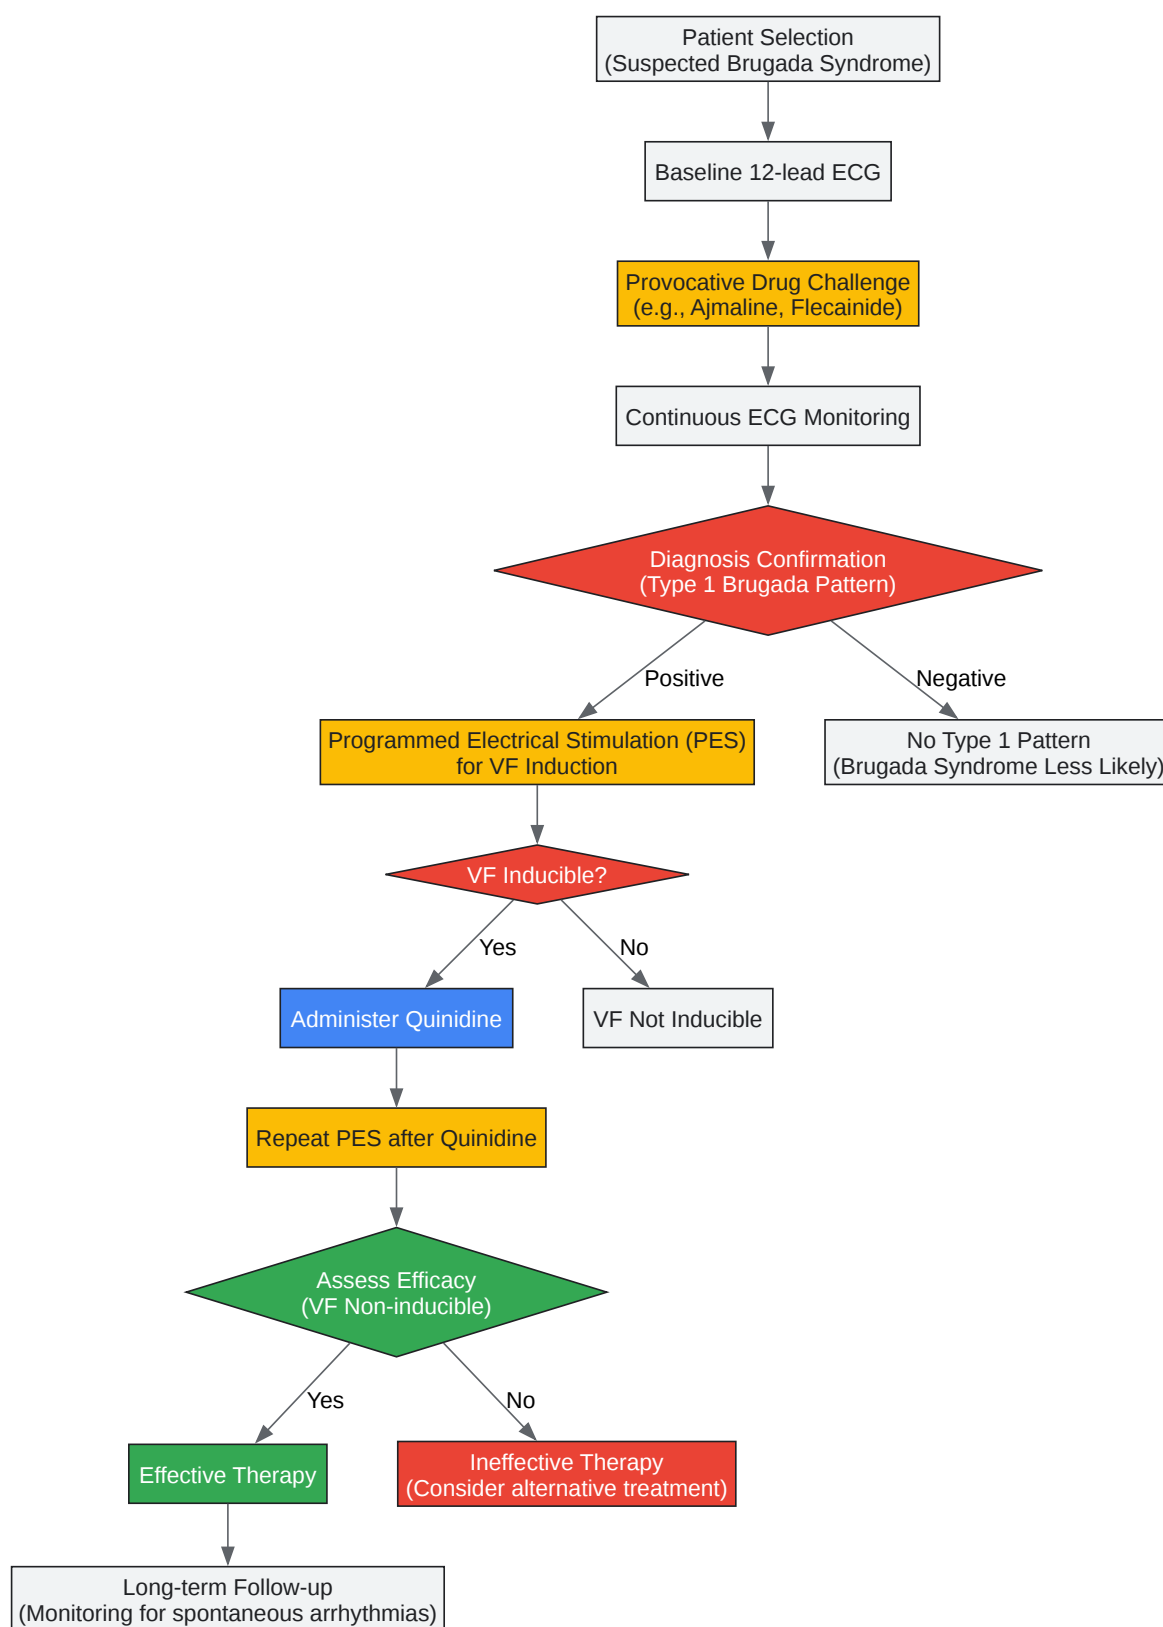 Patient Selection
(Suspected Brugada Syndrome)
Baseline 12-lead ECG
Provocative Drug Challenge
(e.g., Ajmaline, Flecainide)
Continuous ECG Monitoring
Diagnosis Confirmation
(Type 1 Brugada Pattern)
Positive
Negative
Programmed Electrical Stimulation (PES)
for VF Induction
No Type 1 Pattern
(Brugada Syndrome Less Likely)
VF Inducible?
Yes
No
Administer Quinidine
VF Not Inducible
Repeat PES after Quinidine
Assess Efficacy
(VF Non-inducible)
Yes
No
Effective Therapy
Ineffective Therapy
(Consider alternative treatment)
Long-term Follow-up
(Monitoring for spontaneous arrhythmias)